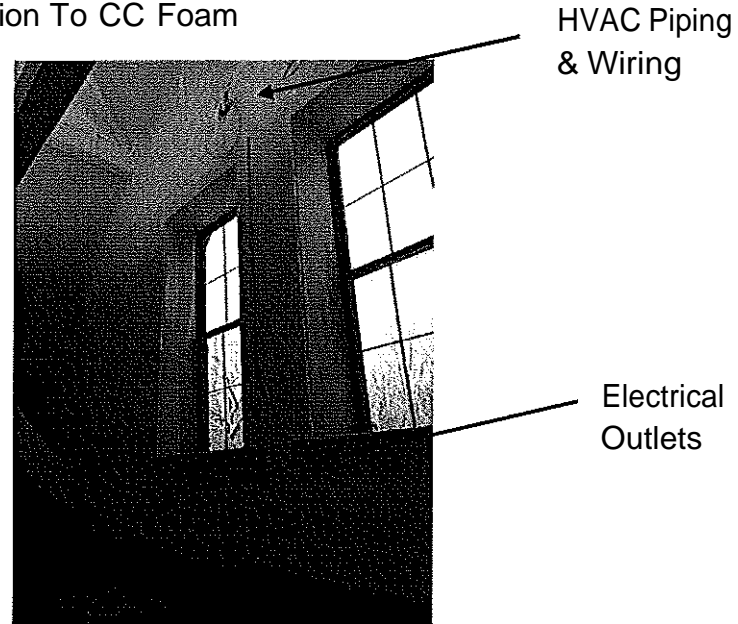 ion To CC Foam
HVAC Piping
& Wiring
Electrical
Outlets